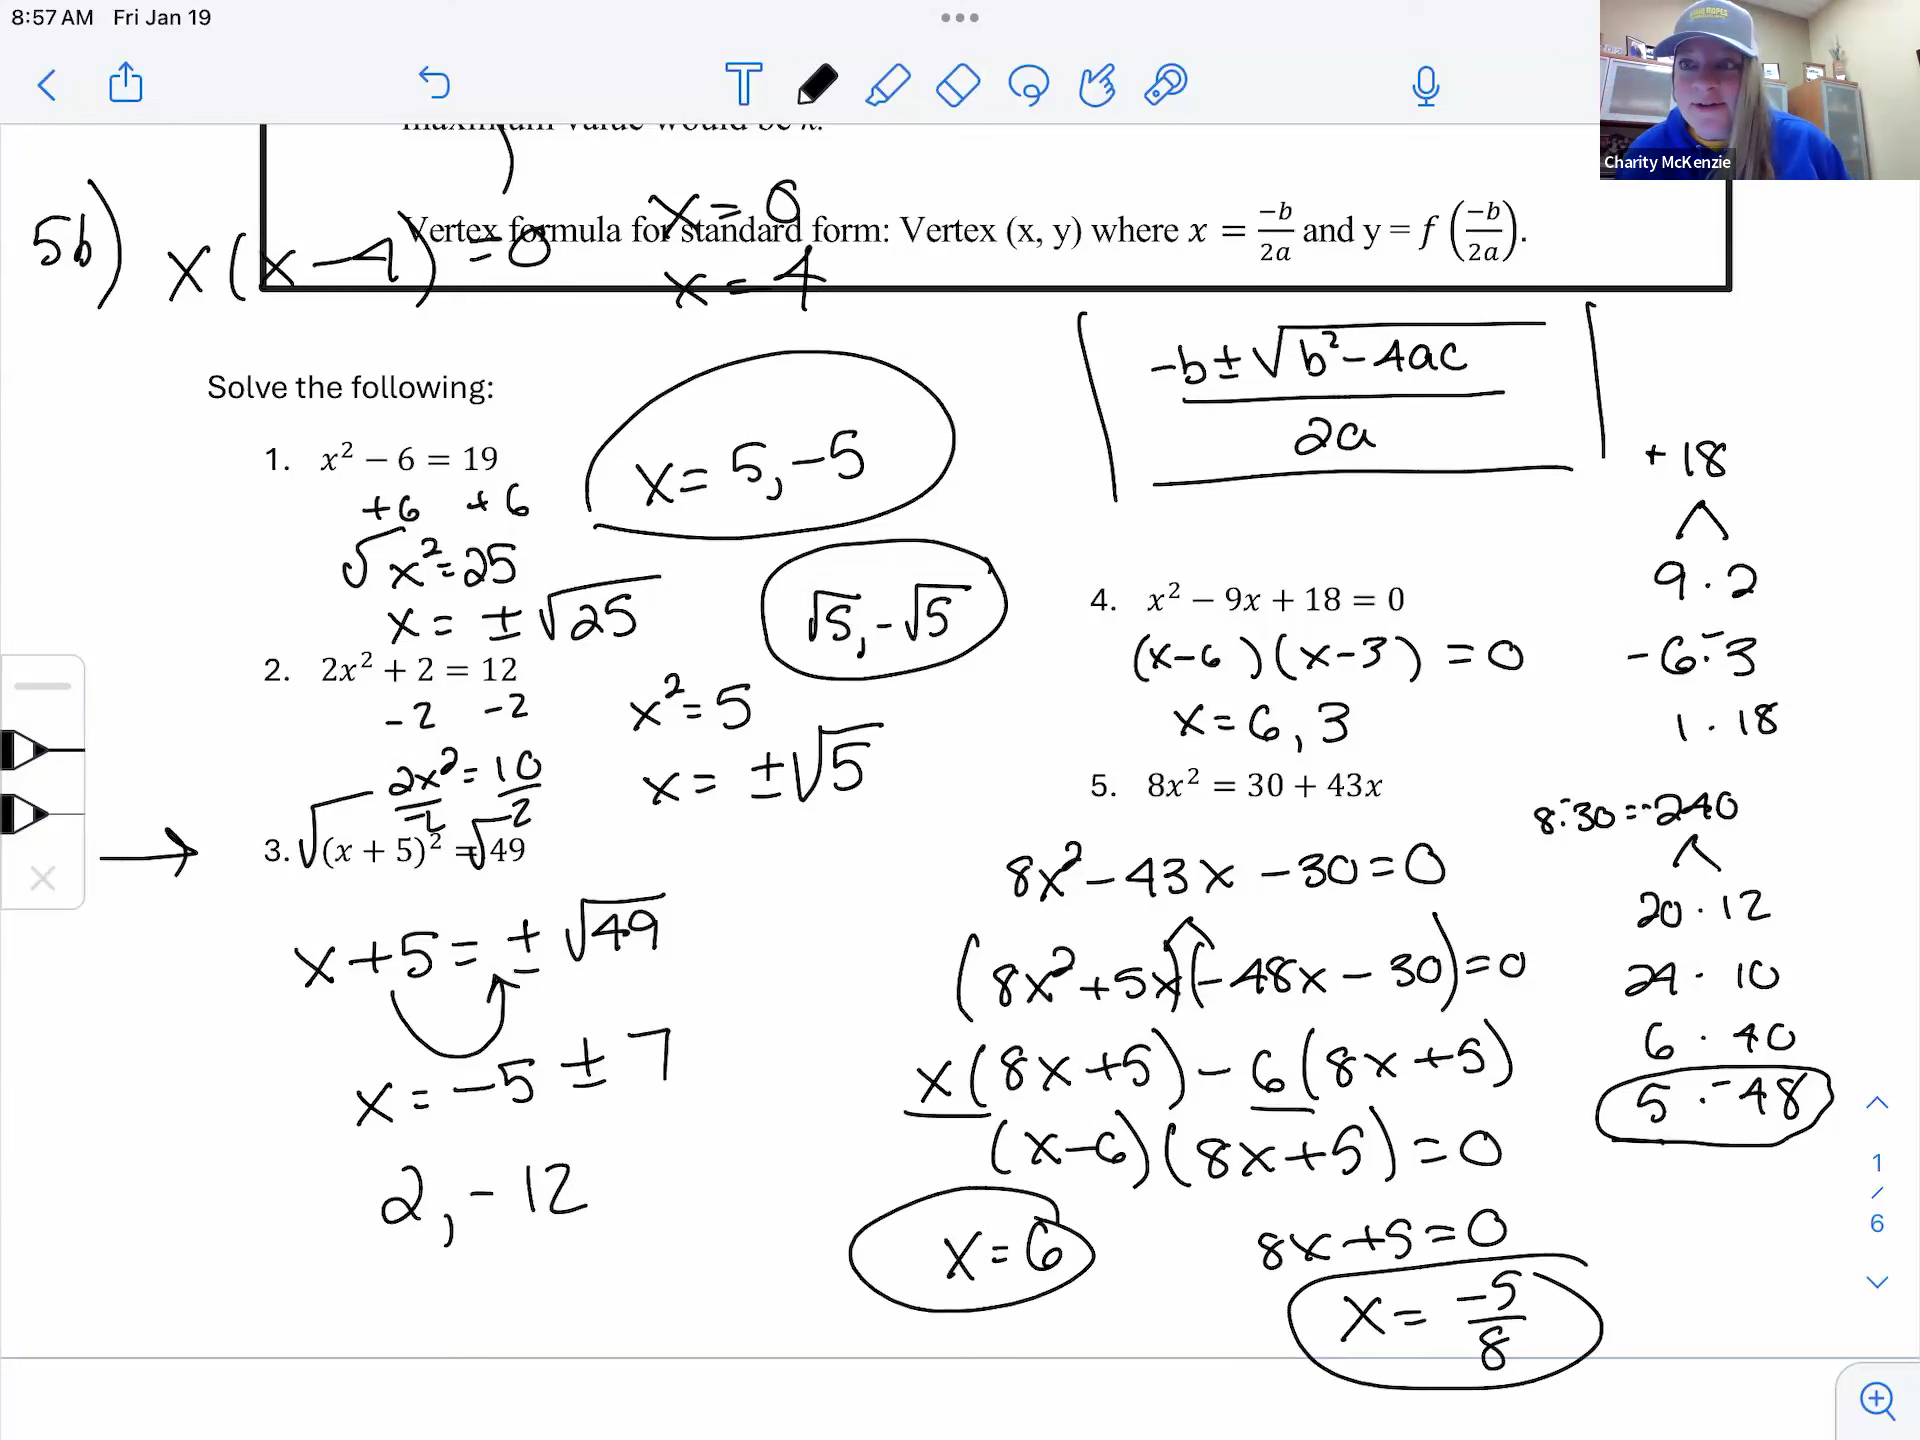 8:57 AM Fri Jan 19
Charity McKenzie
maximum value would be k.
Vertex formula for standard form: Vertex (x, y) where x = -b/2a and y = f(-b/2a).
5b) x(x-4) = 0
x = 0
x = 4
-b ± √(b² - 4ac)
2a
Solve the following:
1. x² − 6 = 19
+6 +6
√x² = 25
x = ± √25
x = 5, -5
2. 2x² + 2 = 12
-2 -2
2x² = 10
2 2
x² = 5
x = ±√5
√5, -√5
3. √(x + 5)² = √49
x + 5 = ± √49
x = -5 ± 7
2, -12
4. x² − 9x + 18 = 0
(x-6)(x-3) = 0
x = 6, 3
+18
9 · 2
-6 · -3
1 · 18
5. 8x² = 30 + 43x
8x² - 43x - 30 = 0
(8x² + 5x)(-48x - 30) = 0
x(8x+5) - 6(8x+5)
(x-6)(8x+5) = 0
x = 6
8x + 5 = 0
x = -5/8
8 · -30 = -240
20 · 12
24 · 10
6 · 40
5 · -48
1
/
6